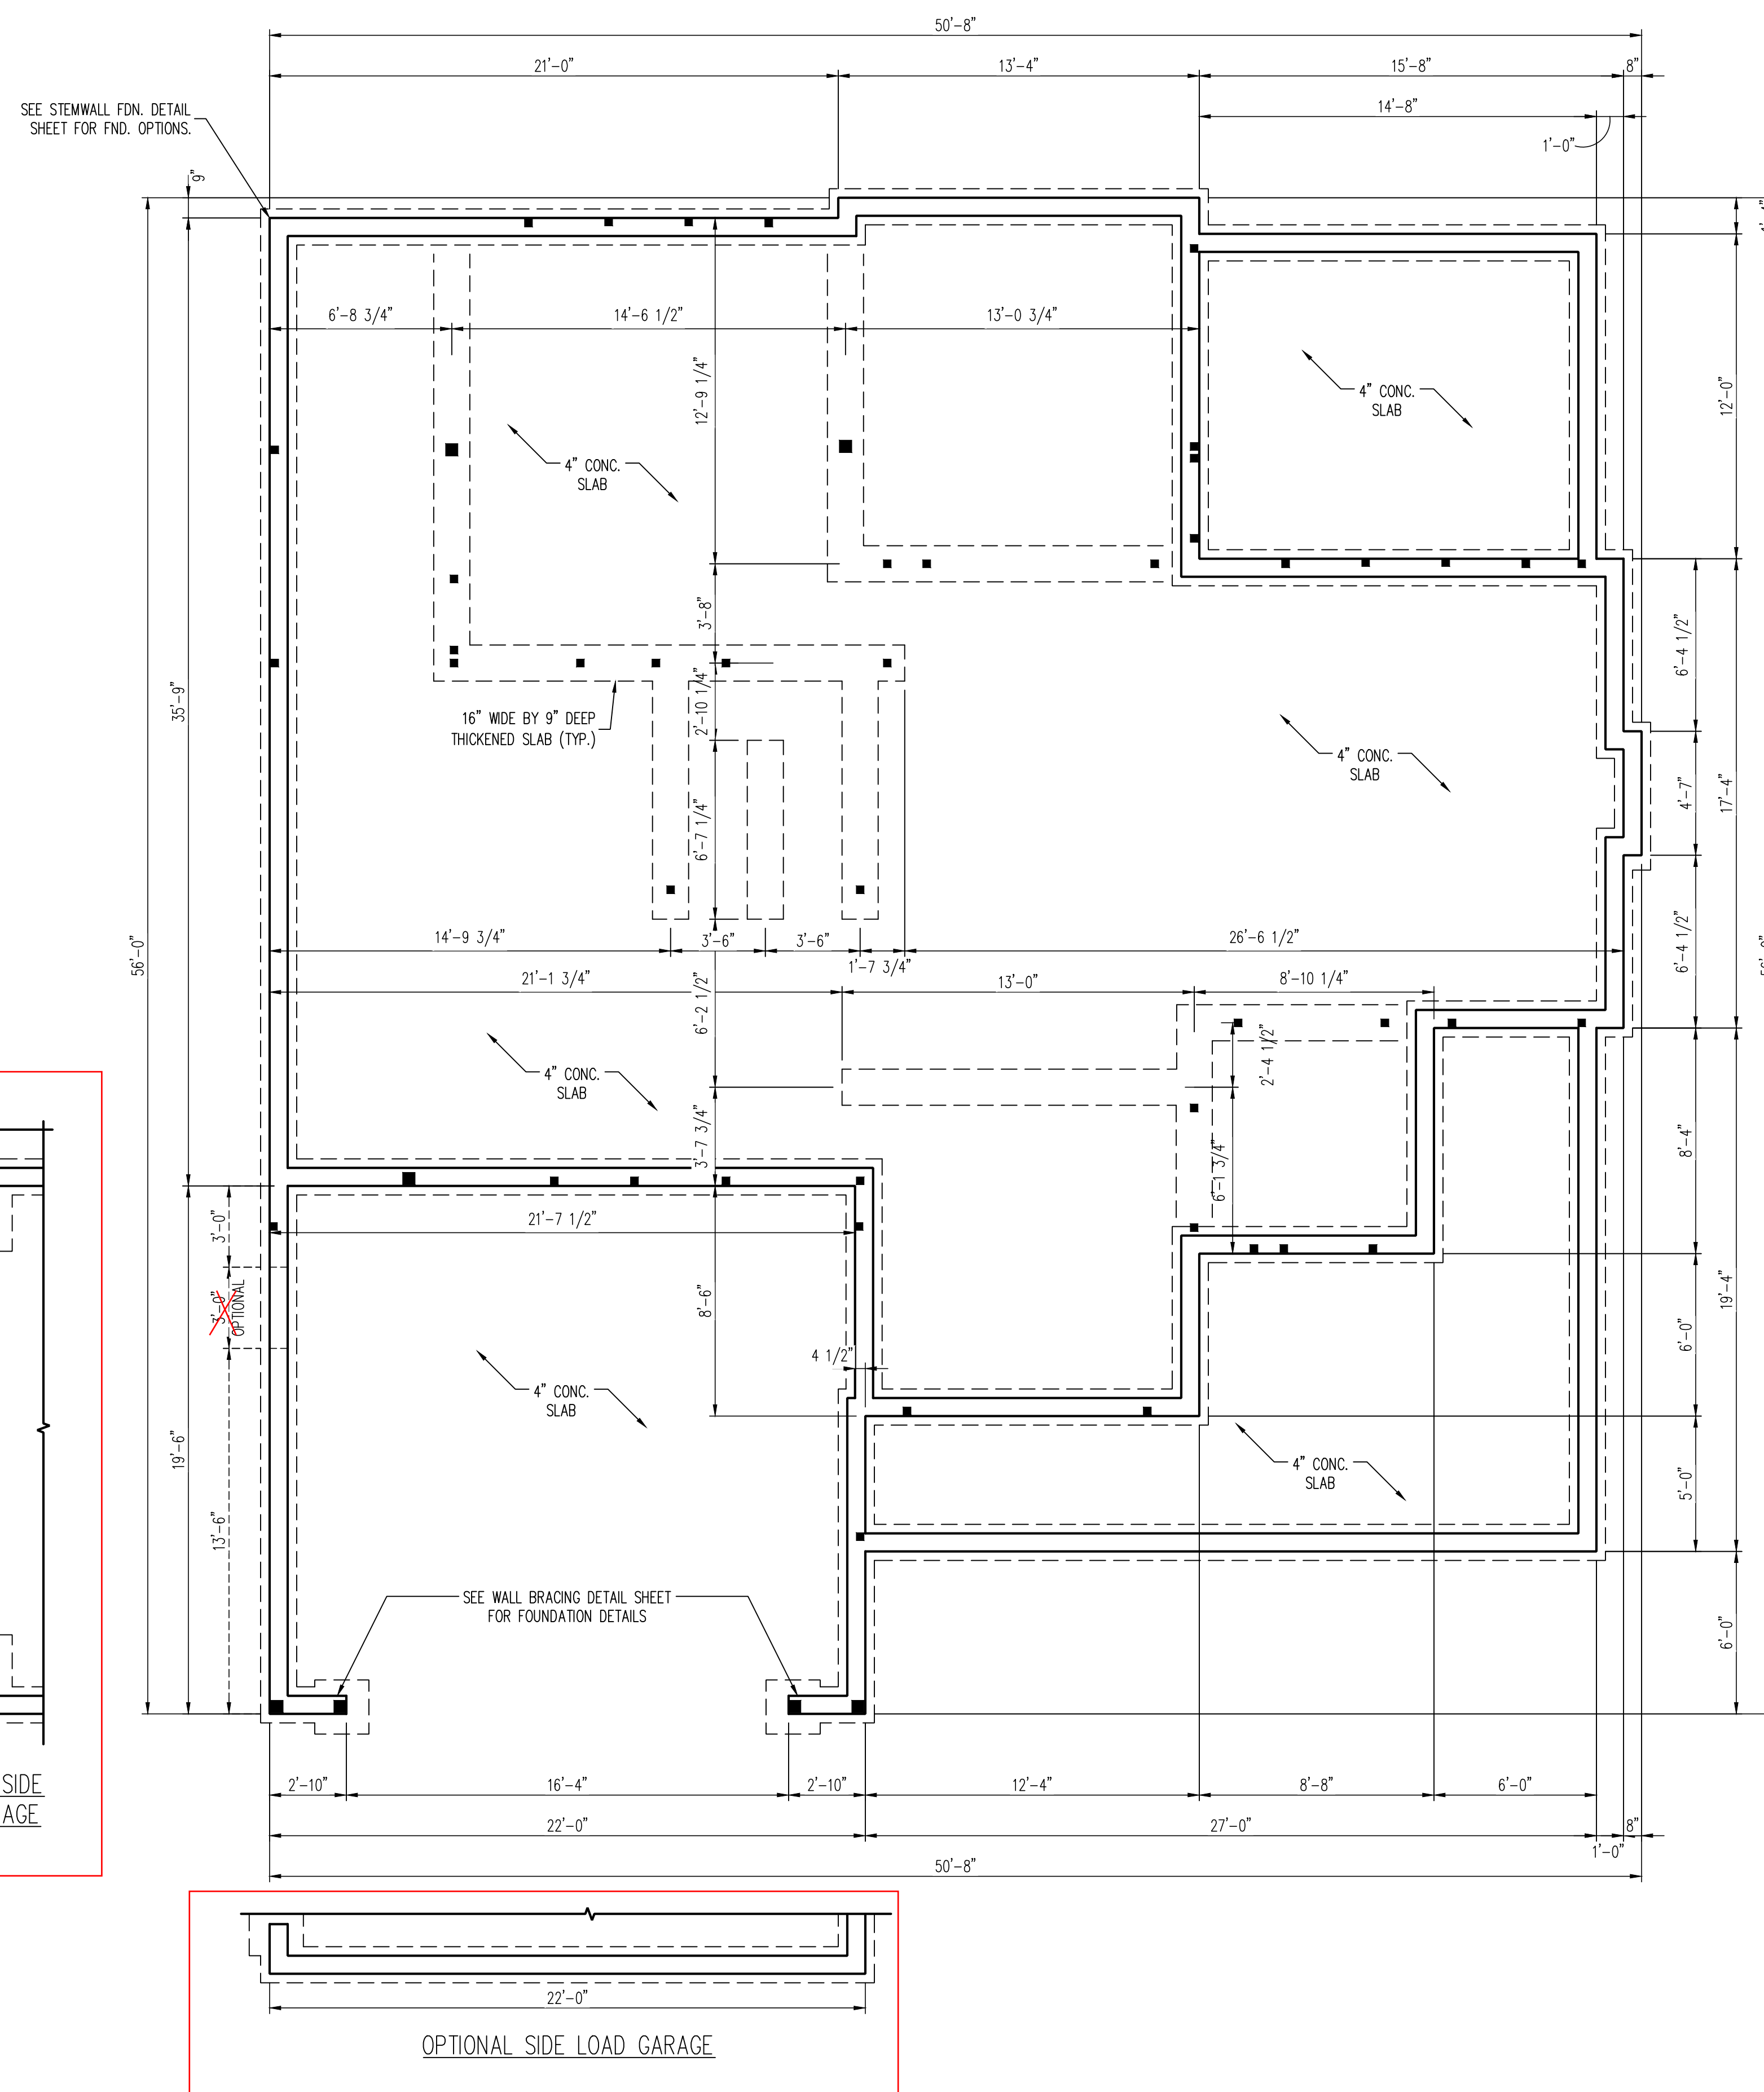 50'-8"
21'-0"
13'-4"
15'-8"
8"
14'-8"
1'-0"
SEE STEMWALL FDN. DETAIL
SHEET FOR FND. OPTIONS.
9"
6'-8 3/4"
14'-6 1/2"
13'-0 3/4"
12'-9 1/4"
4" CONC.
SLAB
4" CONC.
SLAB
12'-0"
3'-8"
6'-4 1/2"
35'-9"
2'-10 1/4"
16" WIDE BY 9" DEEP
THICKENED SLAB (TYP.)
4" CONC.
SLAB
4'-7"
17'-4"
6'-7 1/4"
56'-0"
14'-9 3/4"
3'-6"
3'-6"
1'-7 3/4"
26'-6 1/2"
6'-4 1/2"
21'-1 3/4"
13'-0"
8'-10 1/4"
6'-2 1/2"
2'-4 1/2"
4" CONC.
SLAB
3'-7 3/4"
6'-1 3/4"
8'-4"
21'-7 1/2"
3'-0"
3'-0"
OPTIONAL
8'-6"
19'-4"
6'-0"
4 1/2"
4" CONC.
SLAB
19'-6"
13'-6"
4" CONC.
SLAB
5'-0"
SEE WALL BRACING DETAIL SHEET
FOR FOUNDATION DETAILS
6'-0"
SIDE
AGE
2'-10"
16'-4"
2'-10"
12'-4"
8'-8"
6'-0"
22'-0"
27'-0"
8"
1'-0"
50'-8"
22'-0"
OPTIONAL SIDE LOAD GARAGE